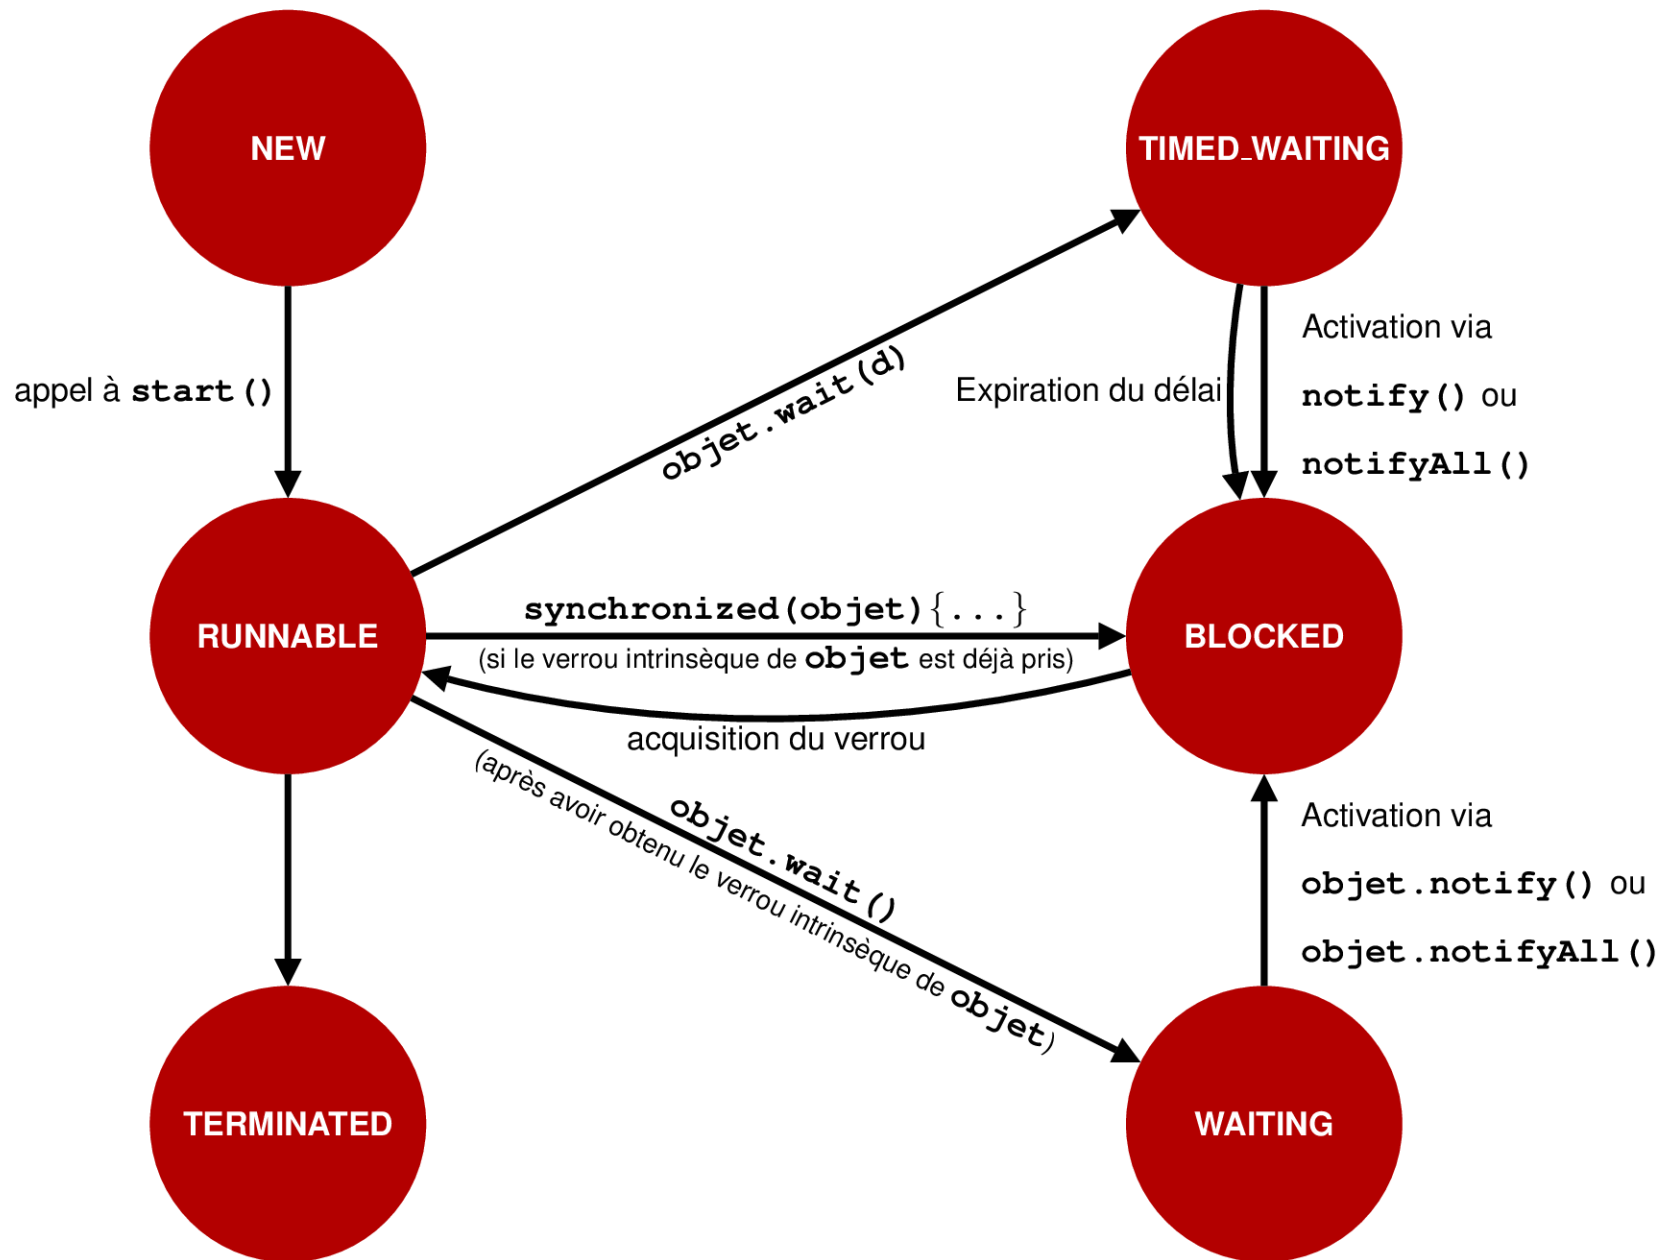 NEW
TIMED_WAITING
appel à start()
objet.wait(d)
Expiration du délai
Activation via
notify() ou
notifyAll()
RUNNABLE
synchronized(objet){...}
(si le verrou intrinsèque de objet est déjà pris)
BLOCKED
acquisition du verrou
objet.wait()
(après avoir obtenu le verrou intrinsèque de objet)
Activation via
objet.notify() ou
objet.notifyAll()
TERMINATED
WAITING